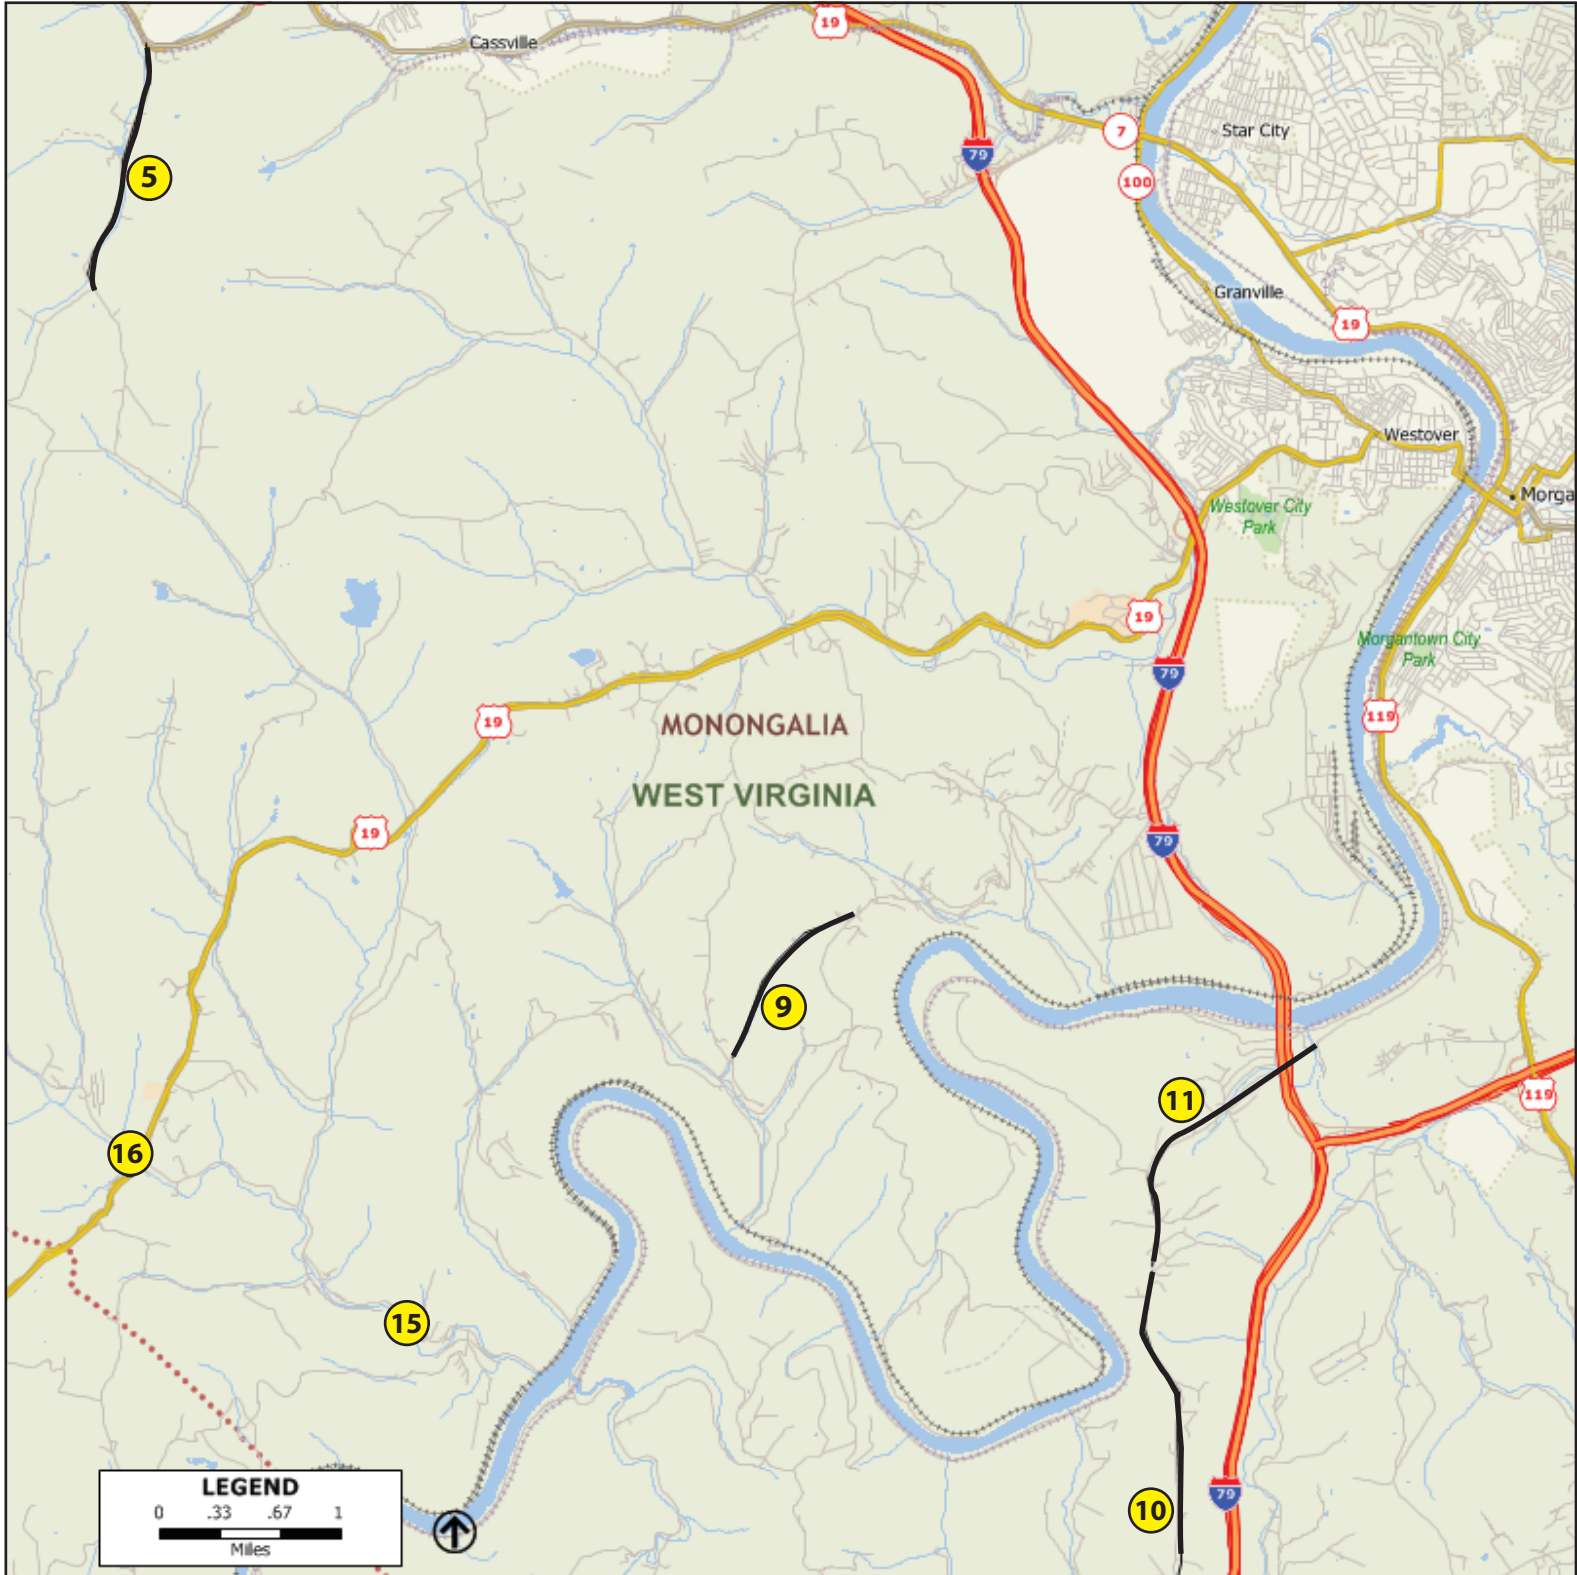 19
Cassville
7
Star City
79
5
100
Granville
19
Westover
Morga
Westover City
Park
19
Morgantown City
Park
79
119
19
MONONGALIA
WEST VIRGINIA
19
79
9
11
119
16
15
LEGEND
0 .33 .67 1
Miles
10
79